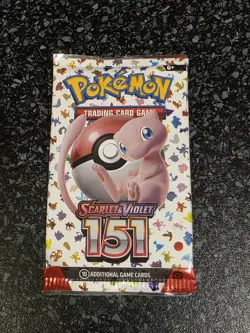 POKÉMON
TRADING CARD GAME
SCARLET & VIOLET
151
10 ADDITIONAL GAME CARDS